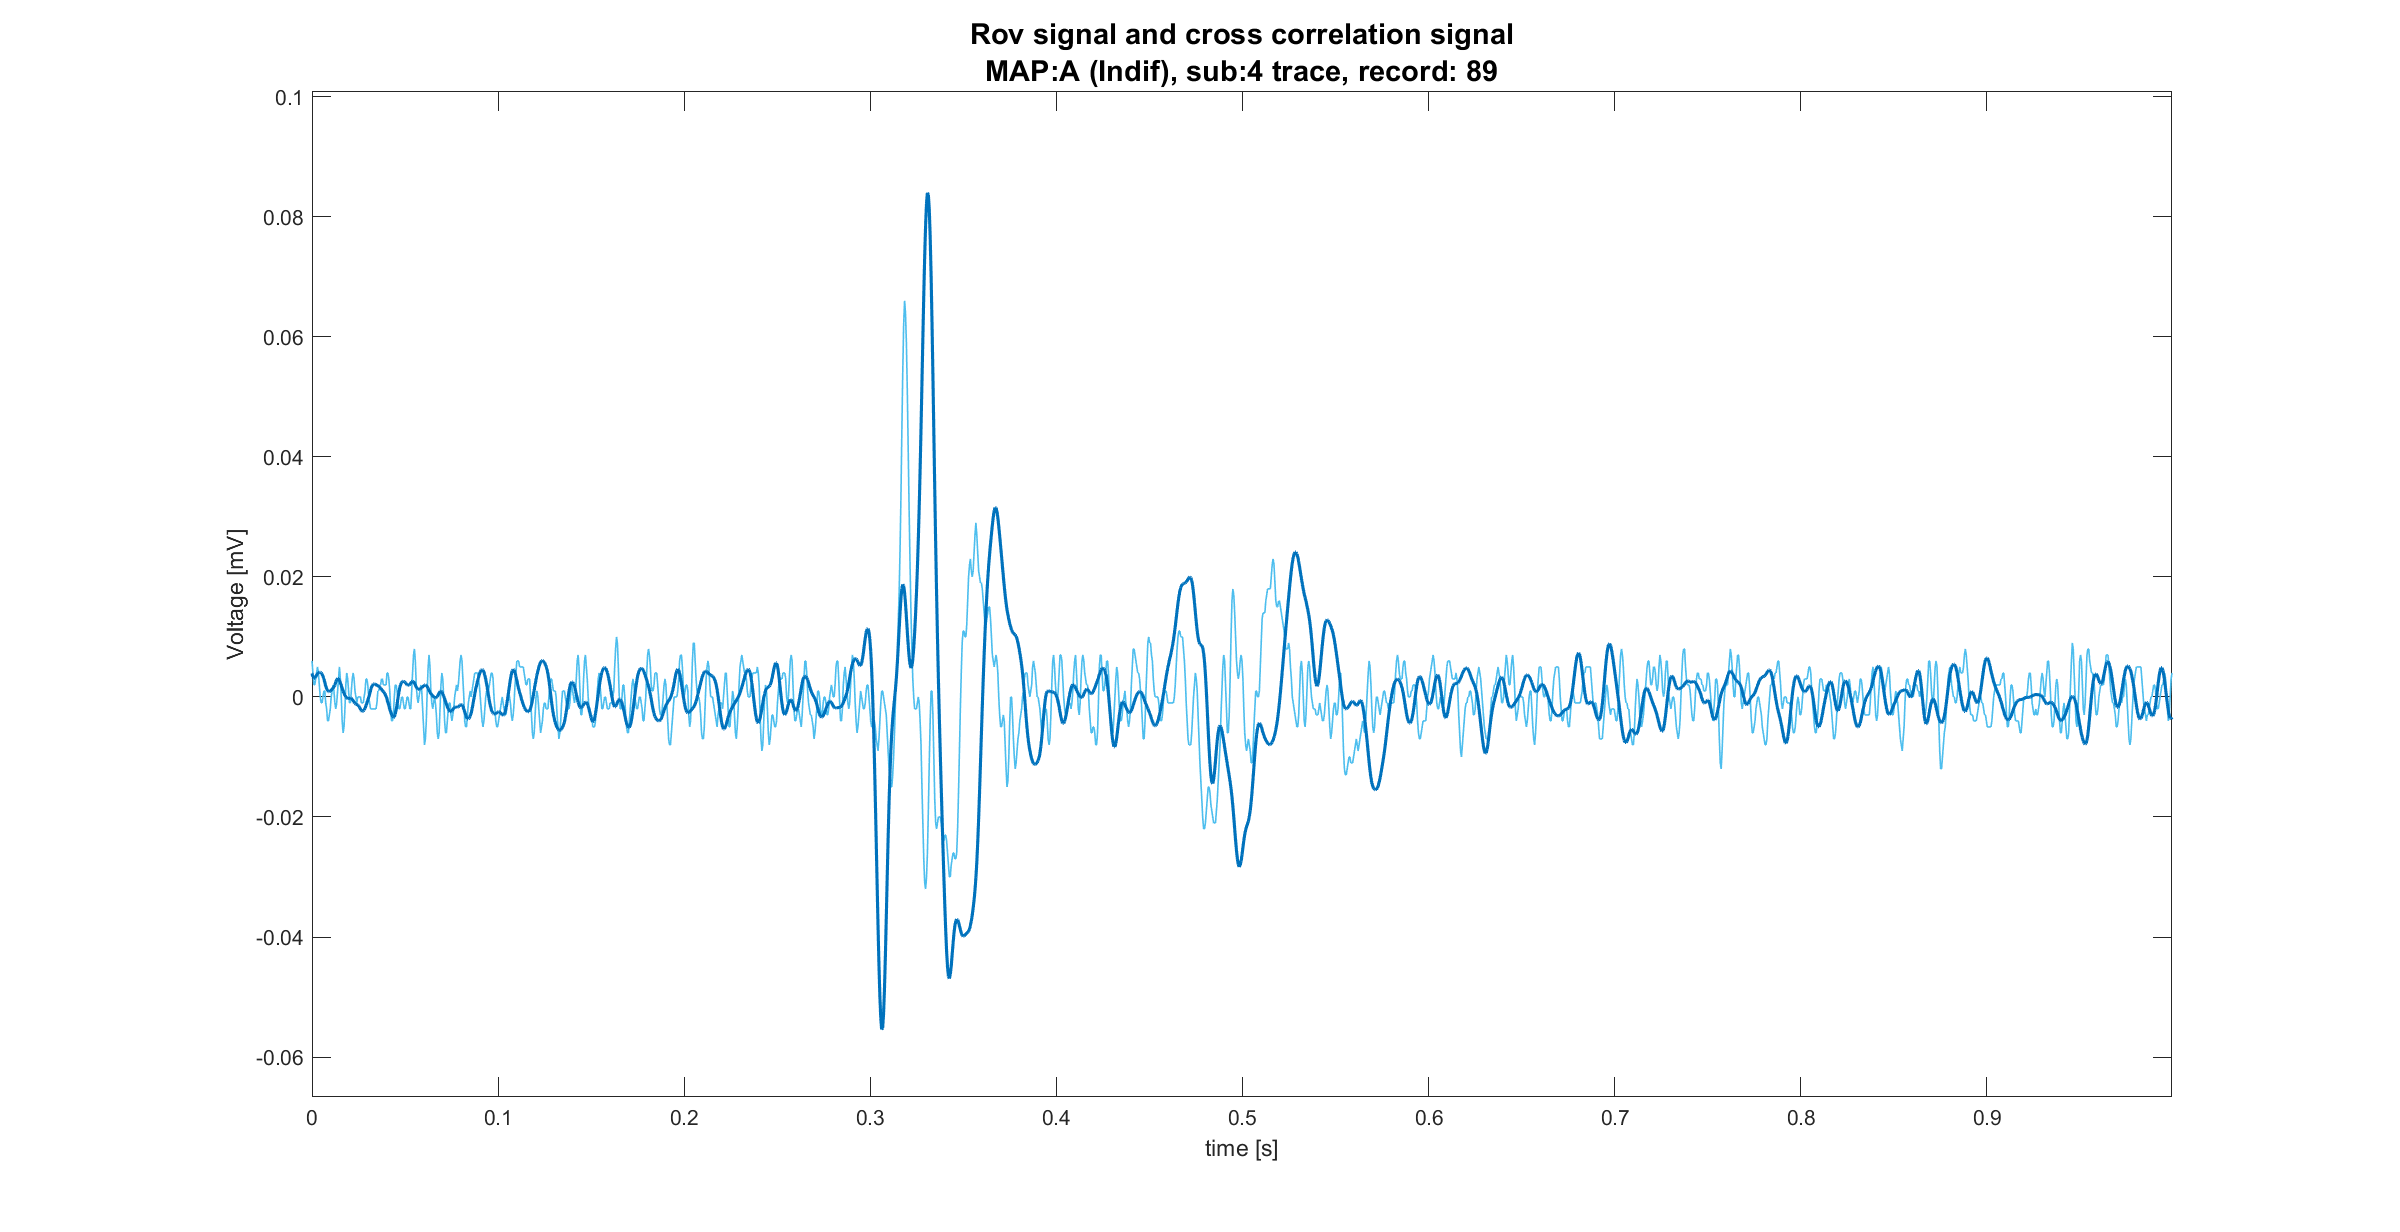 Rov signal and cross correlation signal
MAP:A (Indif), sub:4 trace, record: 89
0.1
0.08
0.06
0.04
0.02
0
-0.02
-0.04
-0.06
Voltage [mV]
0 0.1 0.2 0.3 0.4 0.5 0.6 0.7 0.8 0.9
time [s]